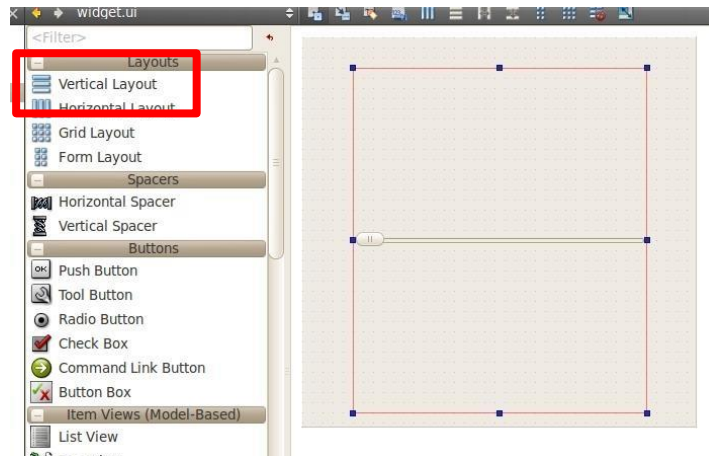 widget.ui
<Filter>
Layouts
Vertical Layout
Horizontal Layout
Grid Layout
Form Layout
Spacers
Horizontal Spacer
Vertical Spacer
Buttons
OK Push Button
Tool Button
Radio Button
Check Box
Command Link Button
Button Box
Item Views (Model-Based)
List View